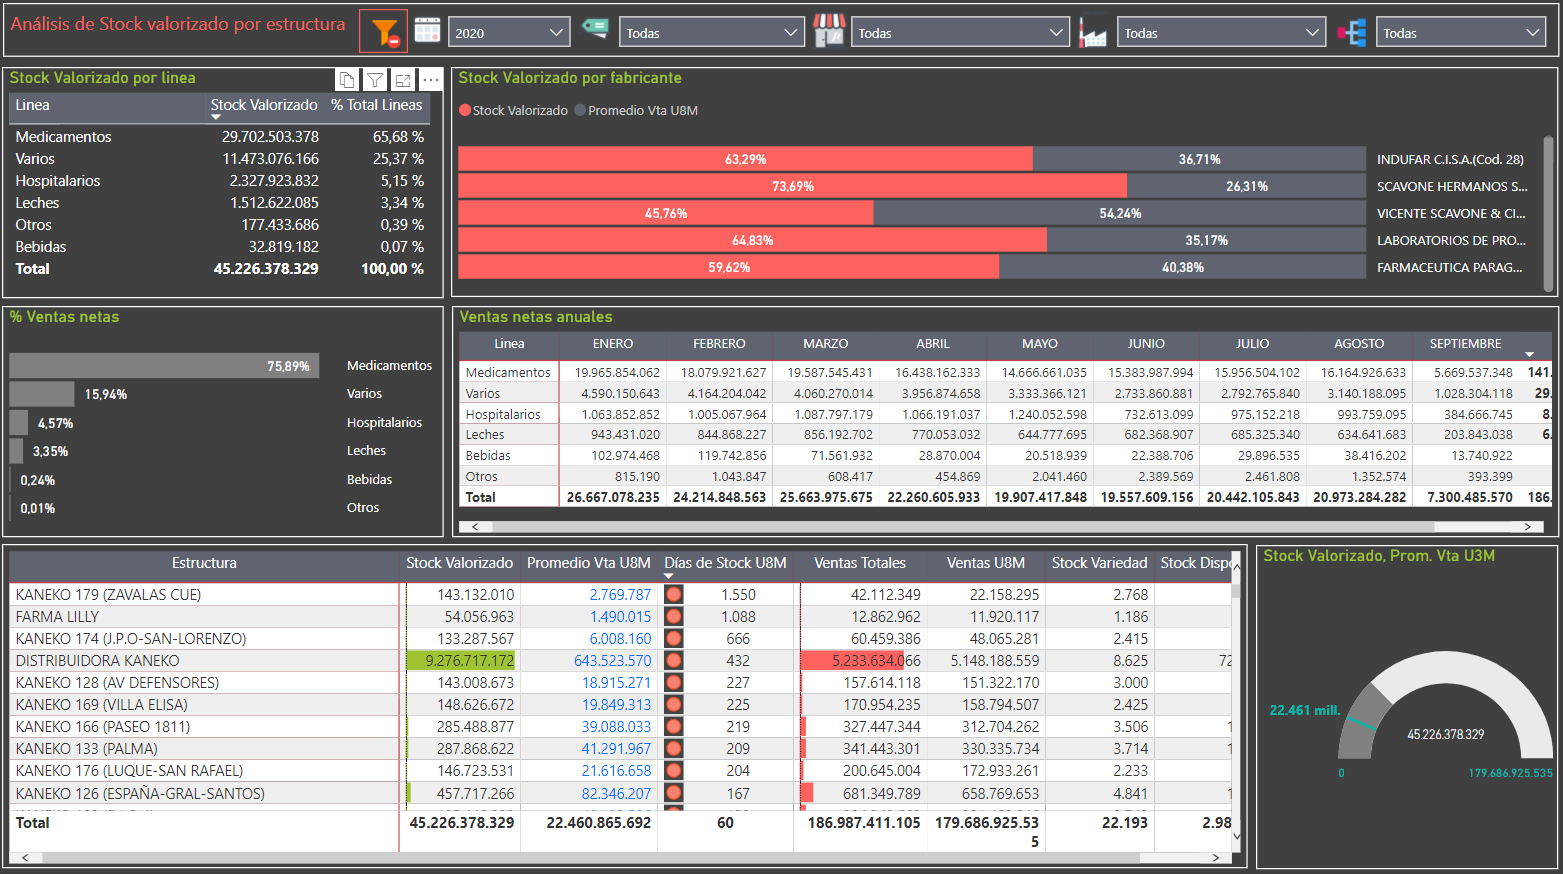 Análisis de Stock valorizado por estructura
2020
Todas
Todas
Todas
Todas
Stock Valorizado por linea
Linea Stock Valorizado % Total Lineas
Medicamentos 29.702.503.378 65,68 %
Varios 11.473.076.166 25,37 %
Hospitalarios 2.327.923.832 5,15 %
Leches 1.512.622.085 3,34 %
Otros 177.433.686 0,39 %
Bebidas 32.819.182 0,07 %
Total 45.226.378.329 100,00 %
Stock Valorizado por fabricante
Stock Valorizado Promedio Vta U8M
63,29% 36,71% INDUFAR C.I.S.A.(Cod. 28)
73,69% 26,31% SCAVONE HERMANOS S...
45,76% 54,24% VICENTE SCAVONE & CI...
64,83% 35,17% LABORATORIOS DE PRO...
59,62% 40,38% FARMACEUTICA PARAG...
% Ventas netas
75,89% Medicamentos
15,94% Varios
4,57% Hospitalarios
3,35% Leches
0,24% Bebidas
0,01% Otros
Ventas netas anuales
Linea ENERO FEBRERO MARZO ABRIL MAYO JUNIO JULIO AGOSTO SEPTIEMBRE
Medicamentos 19.965.854.062 18.079.921.627 19.587.545.431 16.438.162.333 14.666.661.035 15.383.987.994 15.956.504.102 16.164.926.633 5.669.537.348 141.
Varios 4.590.150.643 4.164.204.042 4.060.270.014 3.956.874.658 3.333.366.121 2.733.860.881 2.792.765.840 3.140.188.095 1.028.304.118 29.
Hospitalarios 1.063.852.852 1.005.067.964 1.087.797.179 1.066.191.037 1.240.052.598 732.613.099 975.152.218 993.759.095 384.666.745 8.
Leches 943.431.020 844.868.227 856.192.702 770.053.032 644.777.695 682.368.907 685.325.340 634.641.683 203.843.038 6.
Bebidas 102.974.468 119.742.856 71.561.932 28.870.004 20.518.939 22.388.706 29.896.535 38.416.202 13.740.922
Otros 815.190 1.043.847 608.417 454.869 2.041.460 2.389.569 2.461.808 1.352.574 393.399
Total 26.667.078.235 24.214.848.563 25.663.975.675 22.260.605.933 19.907.417.848 19.557.609.156 20.442.105.843 20.973.284.282 7.300.485.570 186.
Estructura Stock Valorizado Promedio Vta U8M Días de Stock U8M Ventas Totales Ventas U8M Stock Variedad Stock Dispo
KANEKO 179 (ZAVALAS CUE) 143.132.010 2.769.787 1.550 42.112.349 22.158.295 2.768
FARMA LILLY 54.056.963 1.490.015 1.088 12.862.962 11.920.117 1.186
KANEKO 174 (J.P.O-SAN-LORENZO) 133.287.567 6.008.160 666 60.459.386 48.065.281 2.415
DISTRIBUIDORA KANEKO 9.276.717.172 643.523.570 432 5.233.634.066 5.148.188.559 8.625 72
KANEKO 128 (AV DEFENSORES) 143.008.673 18.915.271 227 157.614.118 151.322.170 3.000
KANEKO 169 (VILLA ELISA) 148.626.672 19.849.313 225 170.954.235 158.794.507 2.425
KANEKO 166 (PASEO 1811) 285.488.877 39.088.033 219 327.447.344 312.704.262 3.506 1
KANEKO 133 (PALMA) 287.868.622 41.291.967 209 341.443.301 330.335.734 3.714 1
KANEKO 176 (LUQUE-SAN RAFAEL) 146.723.531 21.616.658 204 200.645.004 172.933.261 2.233
KANEKO 126 (ESPAÑA-GRAL-SANTOS) 457.717.266 82.346.207 167 681.349.789 658.769.653 4.841 1
Total 45.226.378.329 22.460.865.692 60 186.987.411.105 179.686.925.53 22.193 2.98
5
Stock Valorizado, Prom. Vta U3M
22.461 mill.
45.226.378.329
0 179.686.925.535